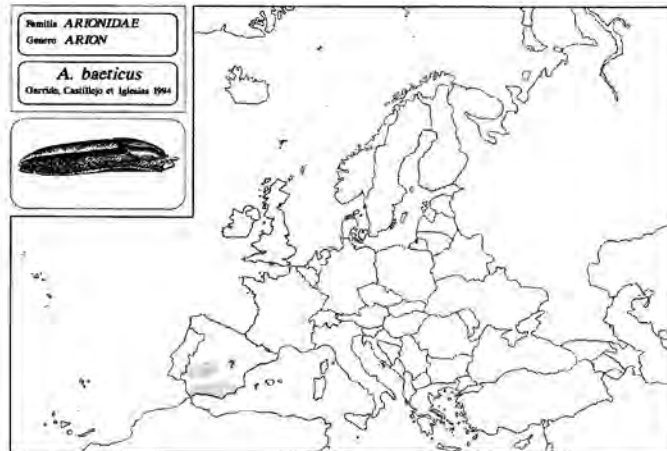 Familia ARIONIDAE
Genero ARION
A. baeticus
Garrido, Castillejo et Iglesias 1994